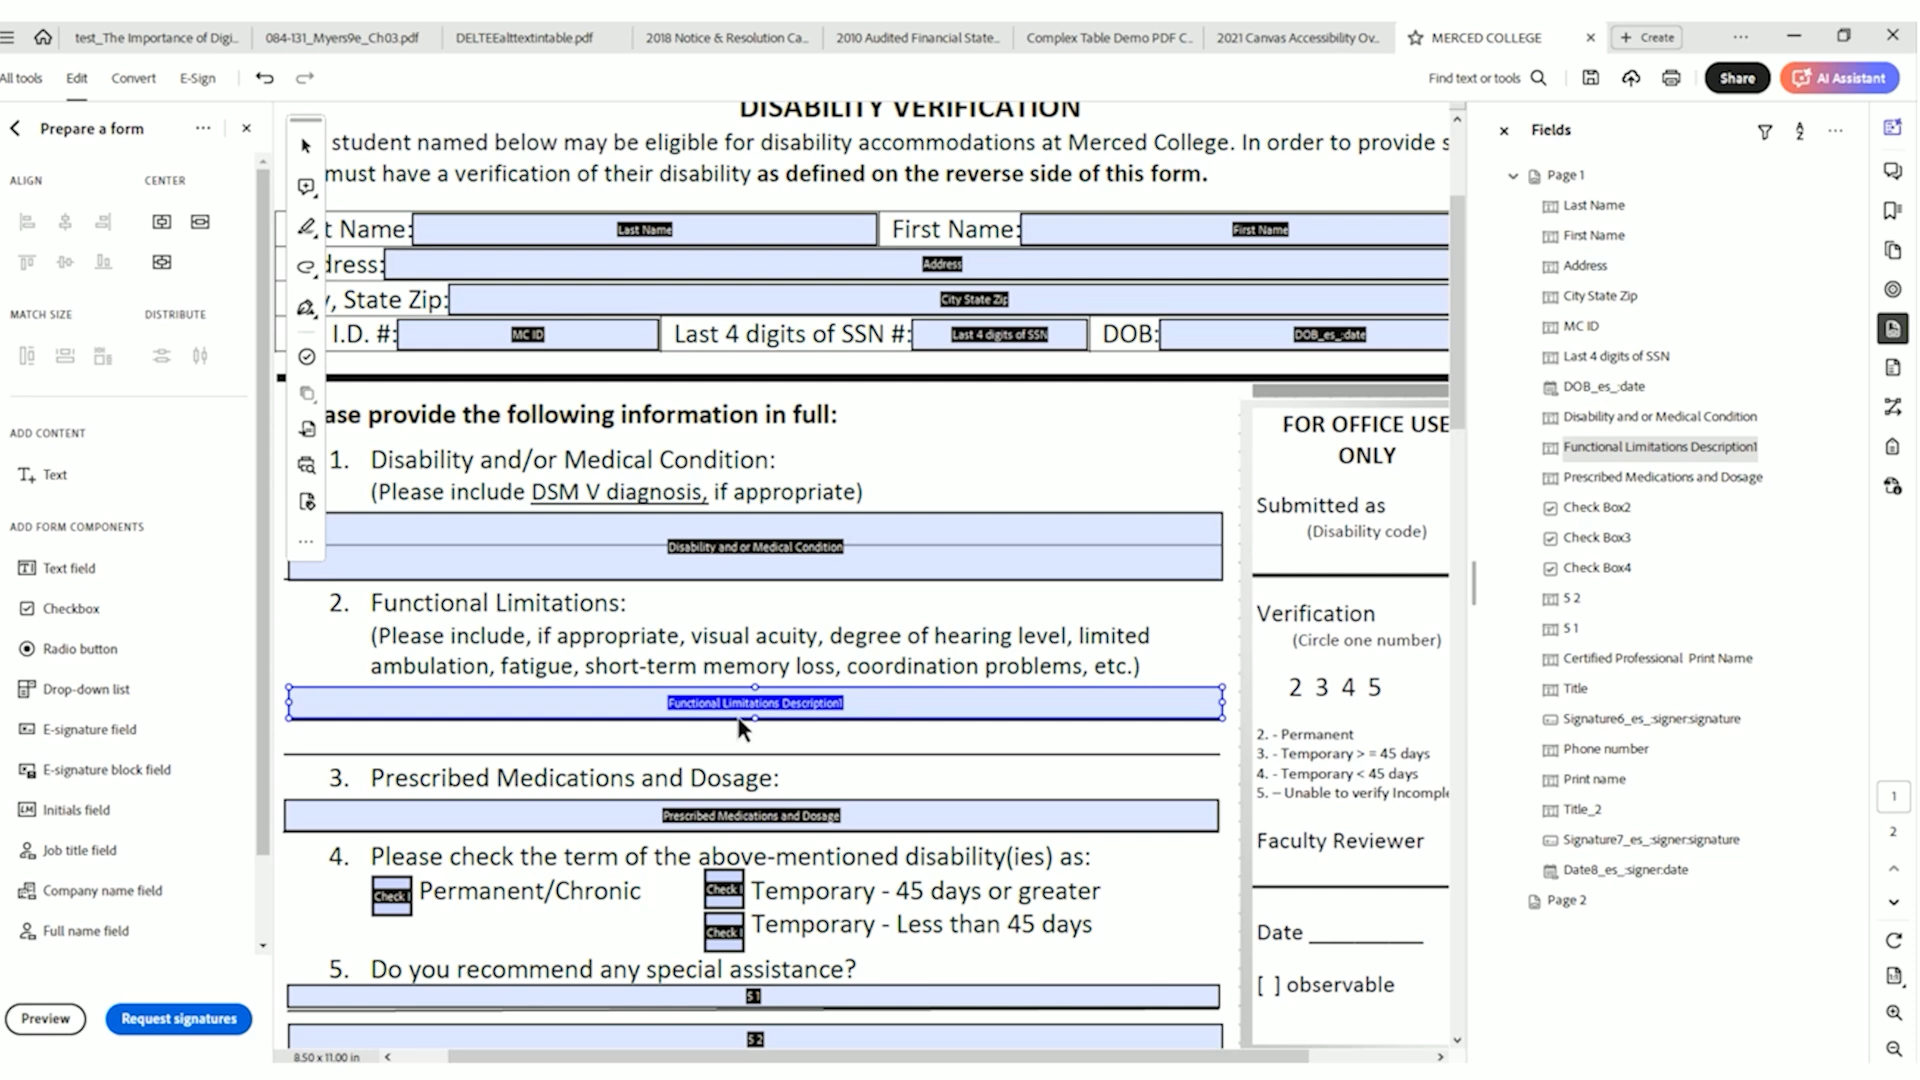 test_The Importance of Digi...
084-131_Myers9e_Ch03.pdf
DELTEEalttextintable.pdf
2018 Notice & Resolution Ca...
2010 Audited Financial State...
Complex Table Demo PDF C...
2021 Canvas Accessibility Ov...
MERCED COLLEGE
+ Create
All tools
Edit
Convert
E-Sign
Find text or tools
Share
AI Assistant
Prepare a form
ALIGN
CENTER
MATCH SIZE
DISTRIBUTE
ADD CONTENT
Text
ADD FORM COMPONENTS
Text field
Checkbox
Radio button
Drop-down list
E-signature field
E-signature block field
Initials field
Job title field
Company name field
Full name field
Preview
Request signatures
DISABILITY VERIFICATION
student named below may be eligible for disability accommodations at Merced College. In order to provide s
must have a verification of their disability as defined on the reverse side of this form.
t Name: Last Name First Name: First Name
dress: Address
, State Zip: City State Zip
I.D. #: MC ID Last 4 digits of SSN #: Last 4 digits of SSN DOB: DOB_es_:date
ase provide the following information in full:
1. Disability and/or Medical Condition:
(Please include DSM V diagnosis, if appropriate)
Disability and or Medical Condition
2. Functional Limitations:
(Please include, if appropriate, visual acuity, degree of hearing level, limited
ambulation, fatigue, short-term memory loss, coordination problems, etc.)
Functional Limitations Description1
3. Prescribed Medications and Dosage:
Prescribed Medications and Dosage
4. Please check the term of the above-mentioned disability(ies) as:
Check Permanent/Chronic
Check Temporary - 45 days or greater
Check Temporary - Less than 45 days
5. Do you recommend any special assistance?
S 1
S 2
8.50 x 11.00 in
FOR OFFICE USE
ONLY
Submitted as
(Disability code)
Verification
(Circle one number)
2 3 4 5
2. - Permanent
3. - Temporary > = 45 days
4. - Temporary < 45 days
5. – Unable to verify Incomple
Faculty Reviewer
Date ___________
[ ] observable
Fields
Page 1
Last Name
First Name
Address
City State Zip
MC ID
Last 4 digits of SSN
DOB_es_:date
Disability and or Medical Condition
Functional Limitations Description1
Prescribed Medications and Dosage
Check Box2
Check Box3
Check Box4
S 2
S 1
Certified Professional Print Name
Title
Signature6_es_:signer:signature
Phone number
Print name
Title_2
Signature7_es_:signer:signature
Date8_es_:signer:date
Page 2
1
2